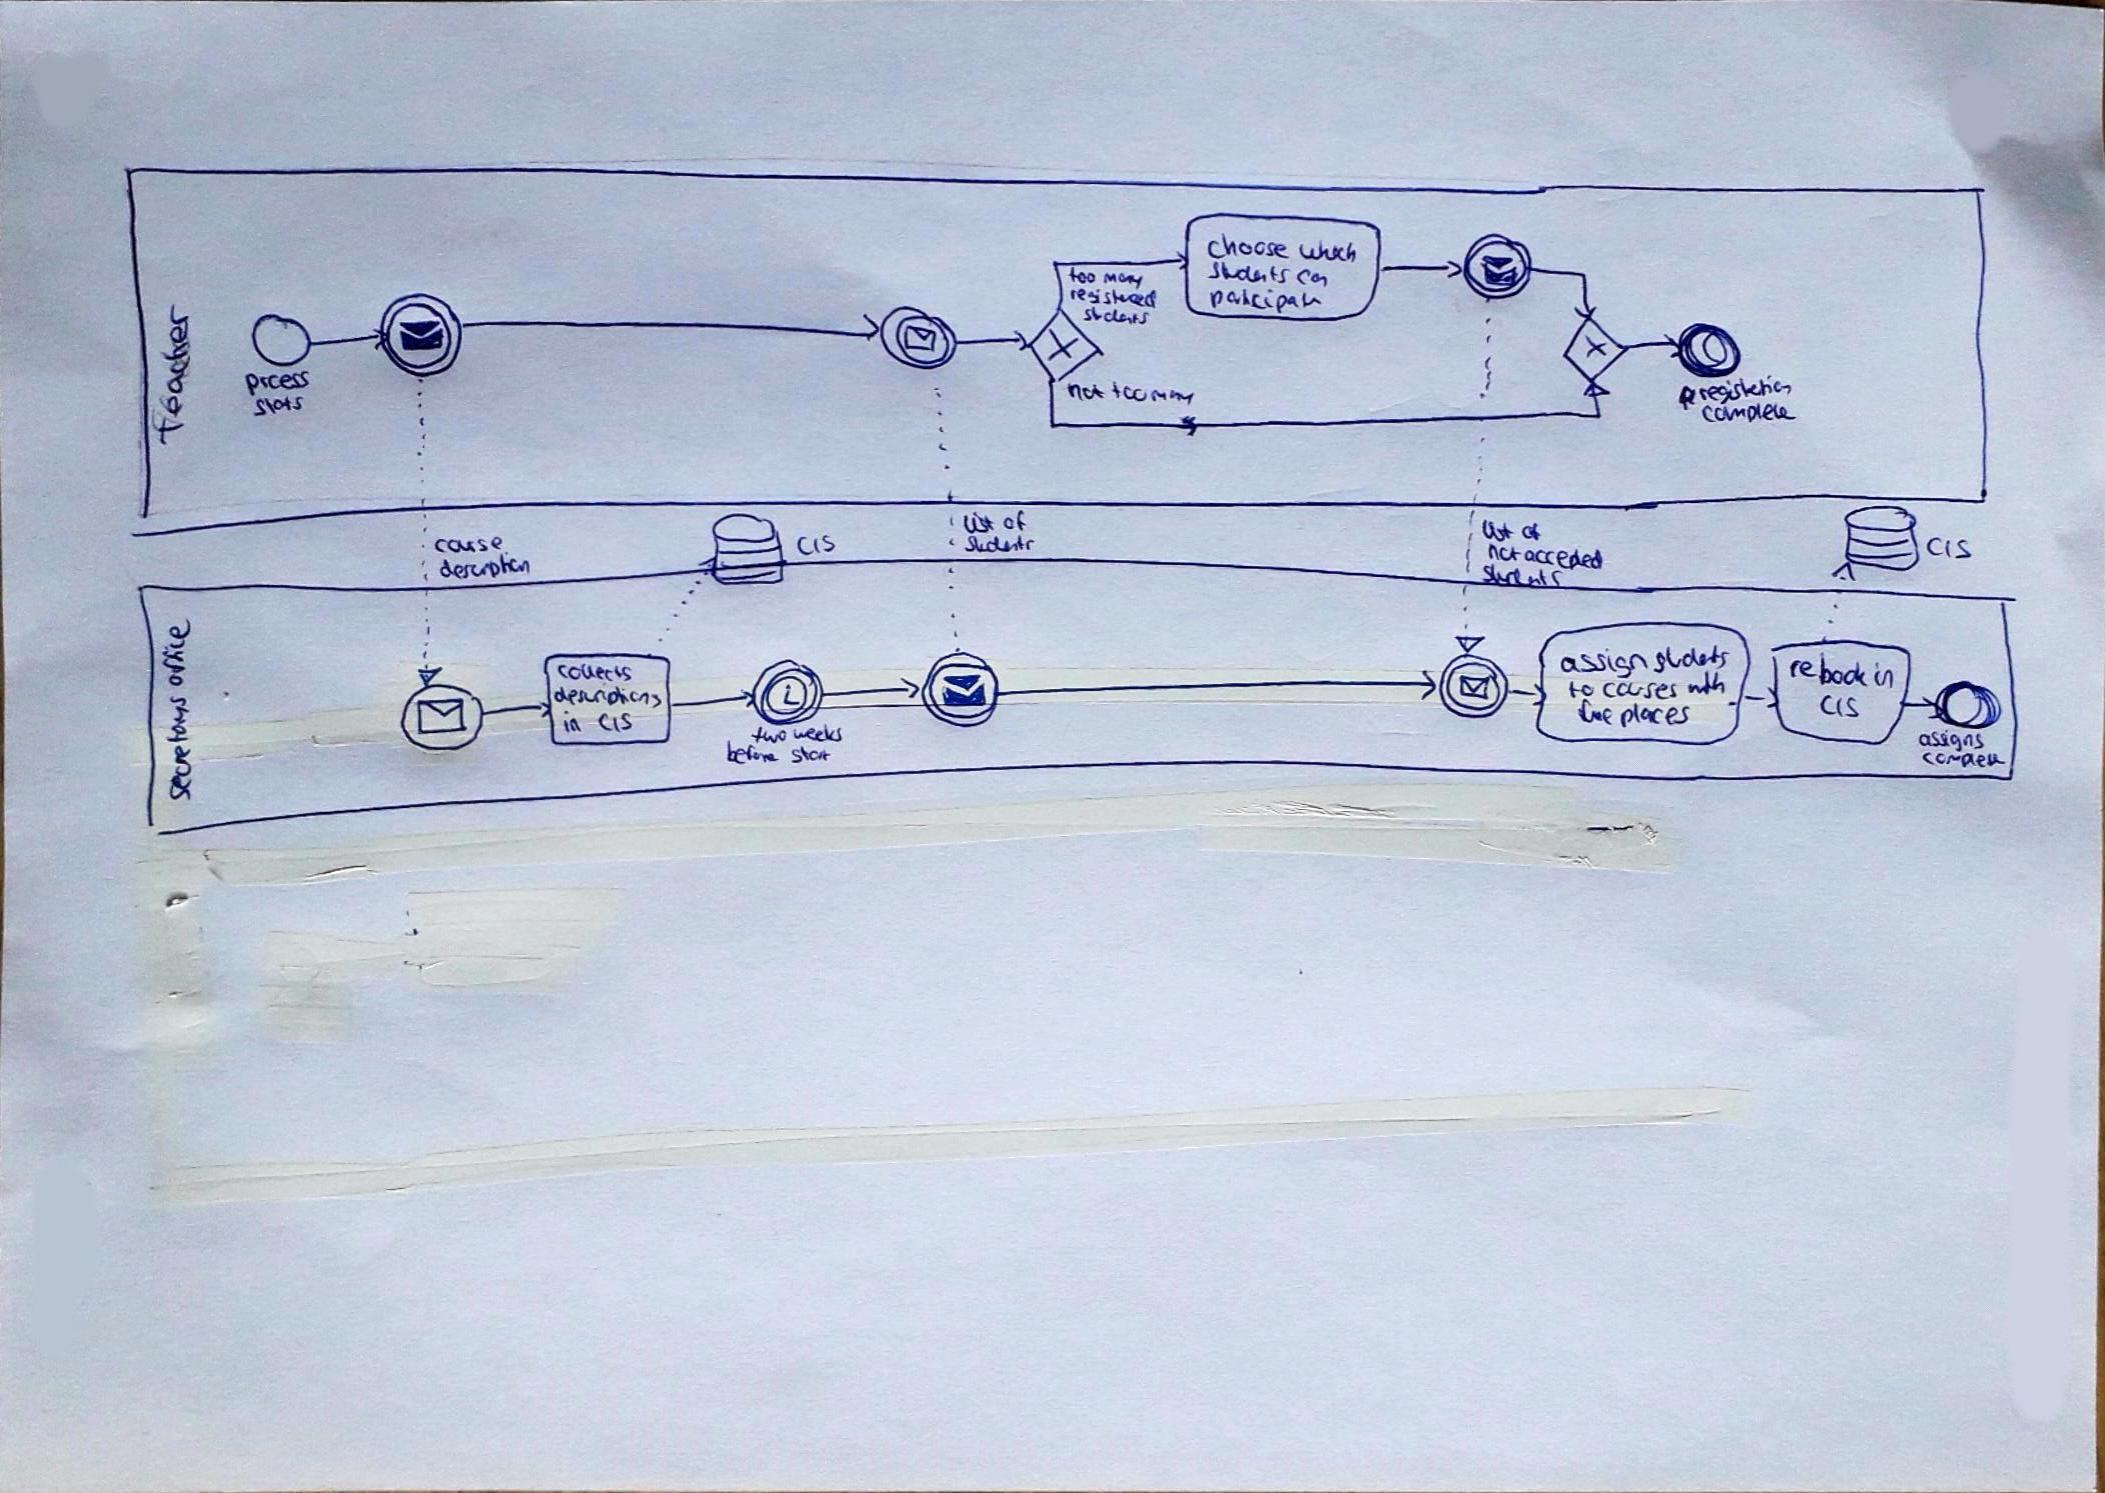 Teacher
process
starts
too many
registered
students
not too many
choose which
students can
participate
registration
complete
course
description
CIS
list of
students
list of
not accepted
students
CIS
secretarys office
collects
descriptions
in CIS
two weeks
before start
assign students
to courses with
free places
rebook in
CIS
assigns
complete